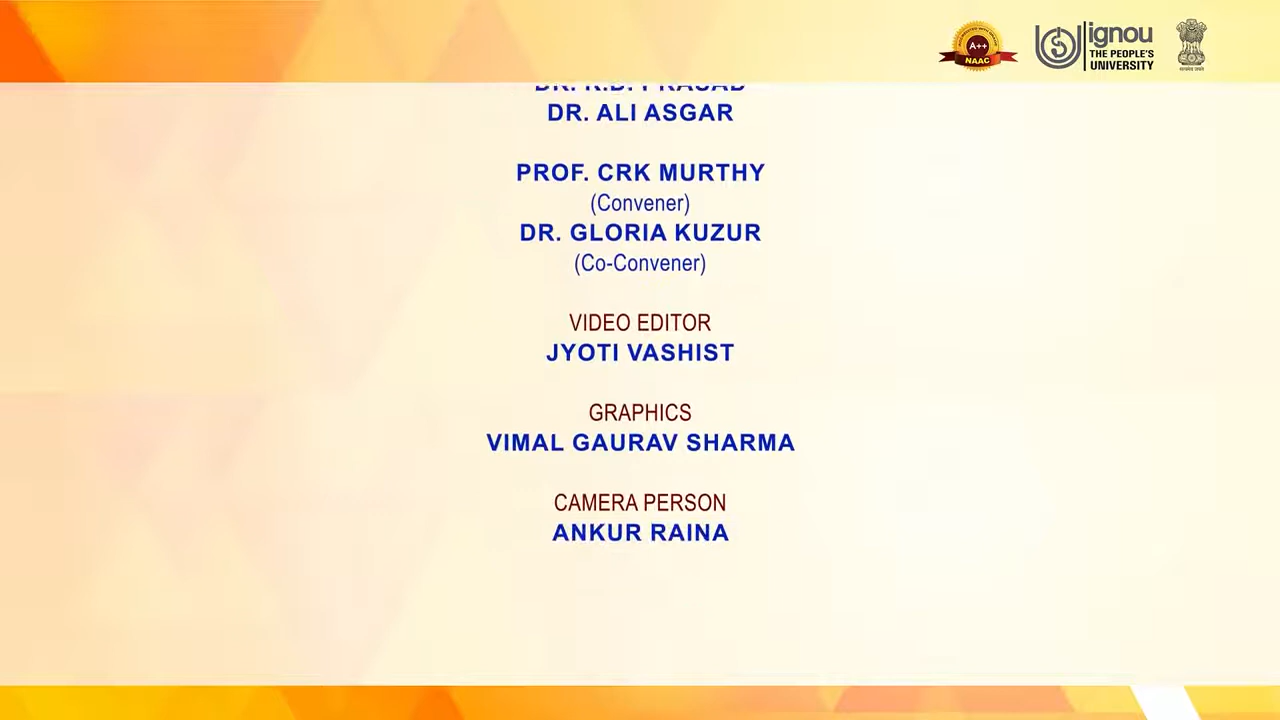 A++
NAAC
ignou
THE PEOPLE'S
UNIVERSITY
DR. ALI ASGAR
PROF. CRK MURTHY
(Convener)
DR. GLORIA KUZUR
(Co-Convener)
VIDEO EDITOR
JYOTI VASHIST
GRAPHICS
VIMAL GAURAV SHARMA
CAMERA PERSON
ANKUR RAINA